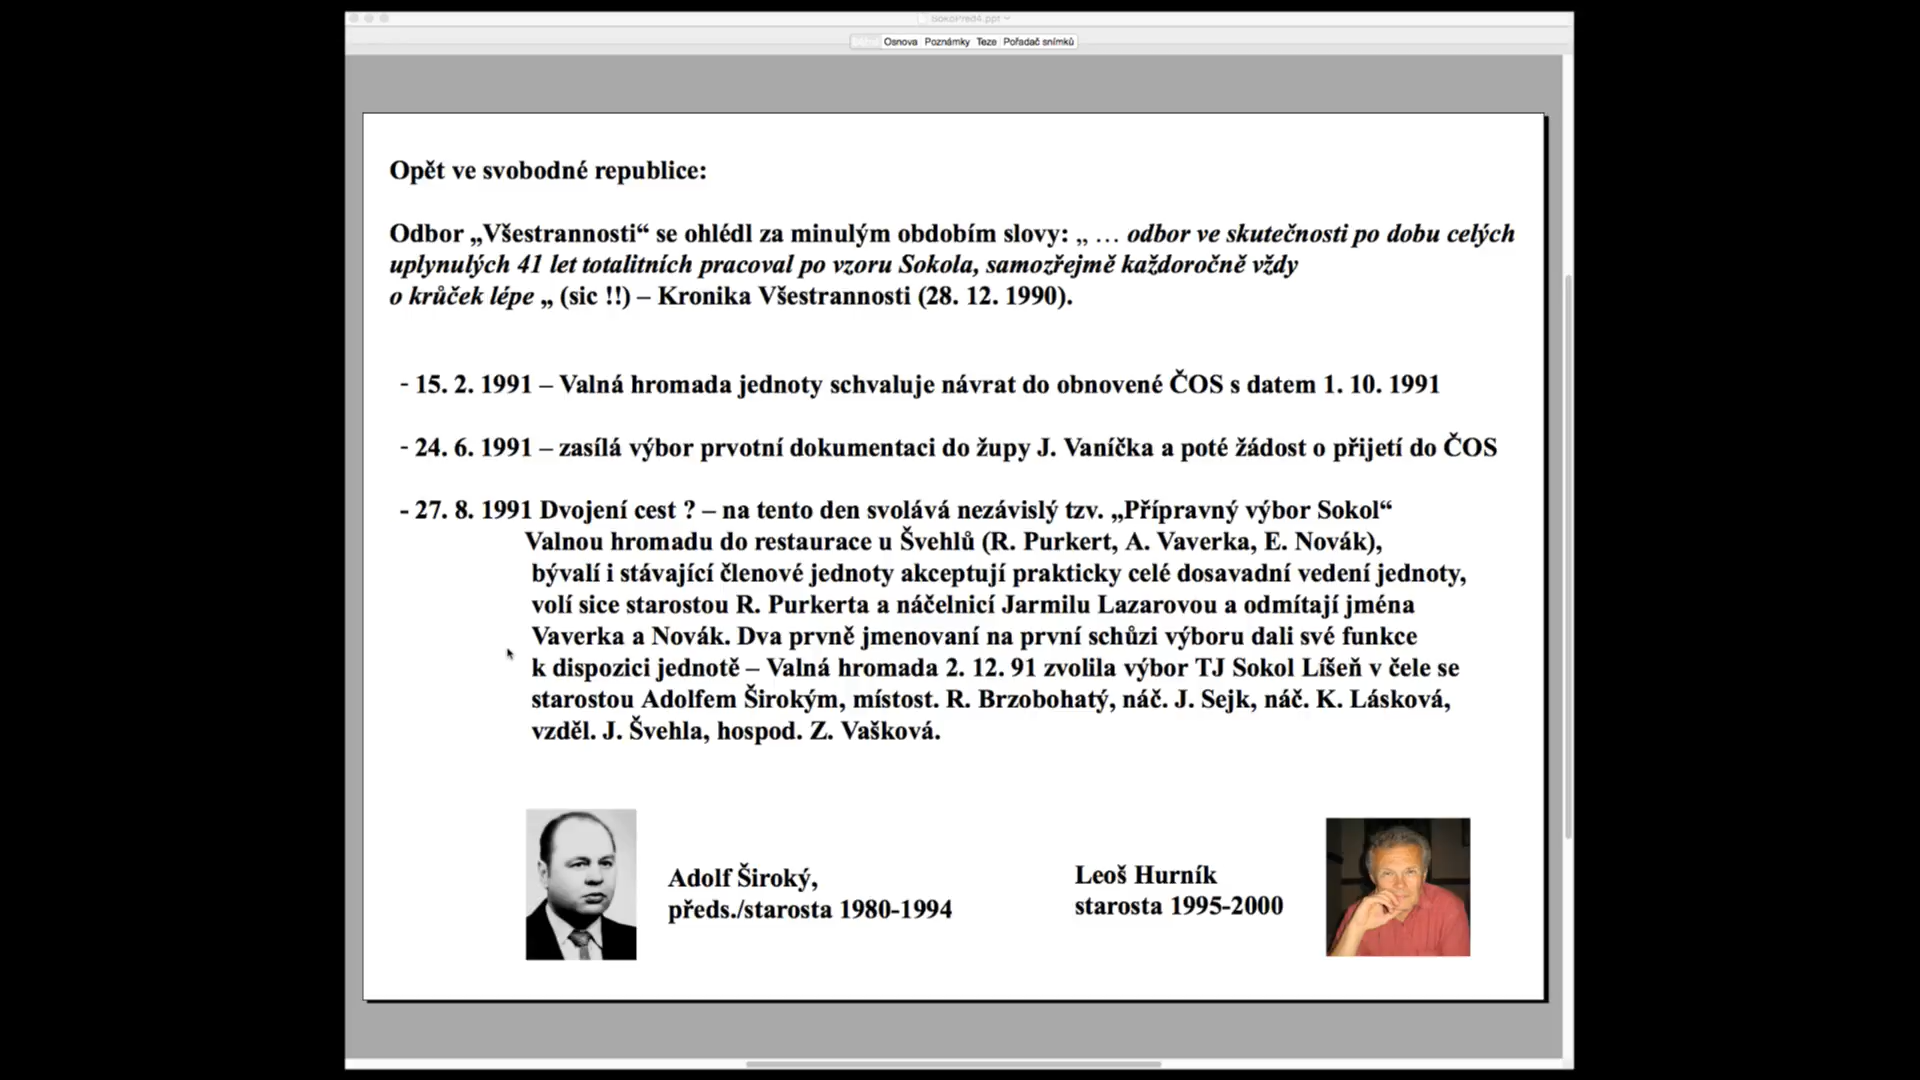 SokoPred4.ppt
Osnova Poznámky Teze Pořadač snímků
Opět ve svobodné republice:
Odbor „Všestrannosti“ se ohlédl za minulým obdobím slovy: „ … odbor ve skutečnosti po dobu celých
uplynulých 41 let totalitních pracoval po vzoru Sokola, samozřejmě každoročně vždy
o krůček lépe „ (sic !!) – Kronika Všestrannosti (28. 12. 1990).
- 15. 2. 1991 – Valná hromada jednoty schvaluje návrat do obnovené ČOS s datem 1. 10. 1991
- 24. 6. 1991 – zasílá výbor prvotní dokumentaci do župy J. Vaníčka a poté žádost o přijetí do ČOS
- 27. 8. 1991 Dvojení cest ? – na tento den svolává nezávislý tzv. „Přípravný výbor Sokol“
Valnou hromadu do restaurace u Švehlů (R. Purkert, A. Vaverka, E. Novák),
bývalí i stávající členové jednoty akceptují prakticky celé dosavadní vedení jednoty,
volí sice starostou R. Purkerta a náčelnicí Jarmilu Lazarovou a odmítají jména
Vaverka a Novák. Dva prvně jmenovaní na první schůzi výboru dali své funkce
k dispozici jednotě – Valná hromada 2. 12. 91 zvolila výbor TJ Sokol Líšeň v čele se
starostou Adolfem Širokým, místost. R. Brzobohatý, náč. J. Sejk, náč. K. Lásková,
vzděl. J. Švehla, hospod. Z. Vašková.
Adolf Široký,
předs./starosta 1980-1994
Leoš Hurník
starosta 1995-2000